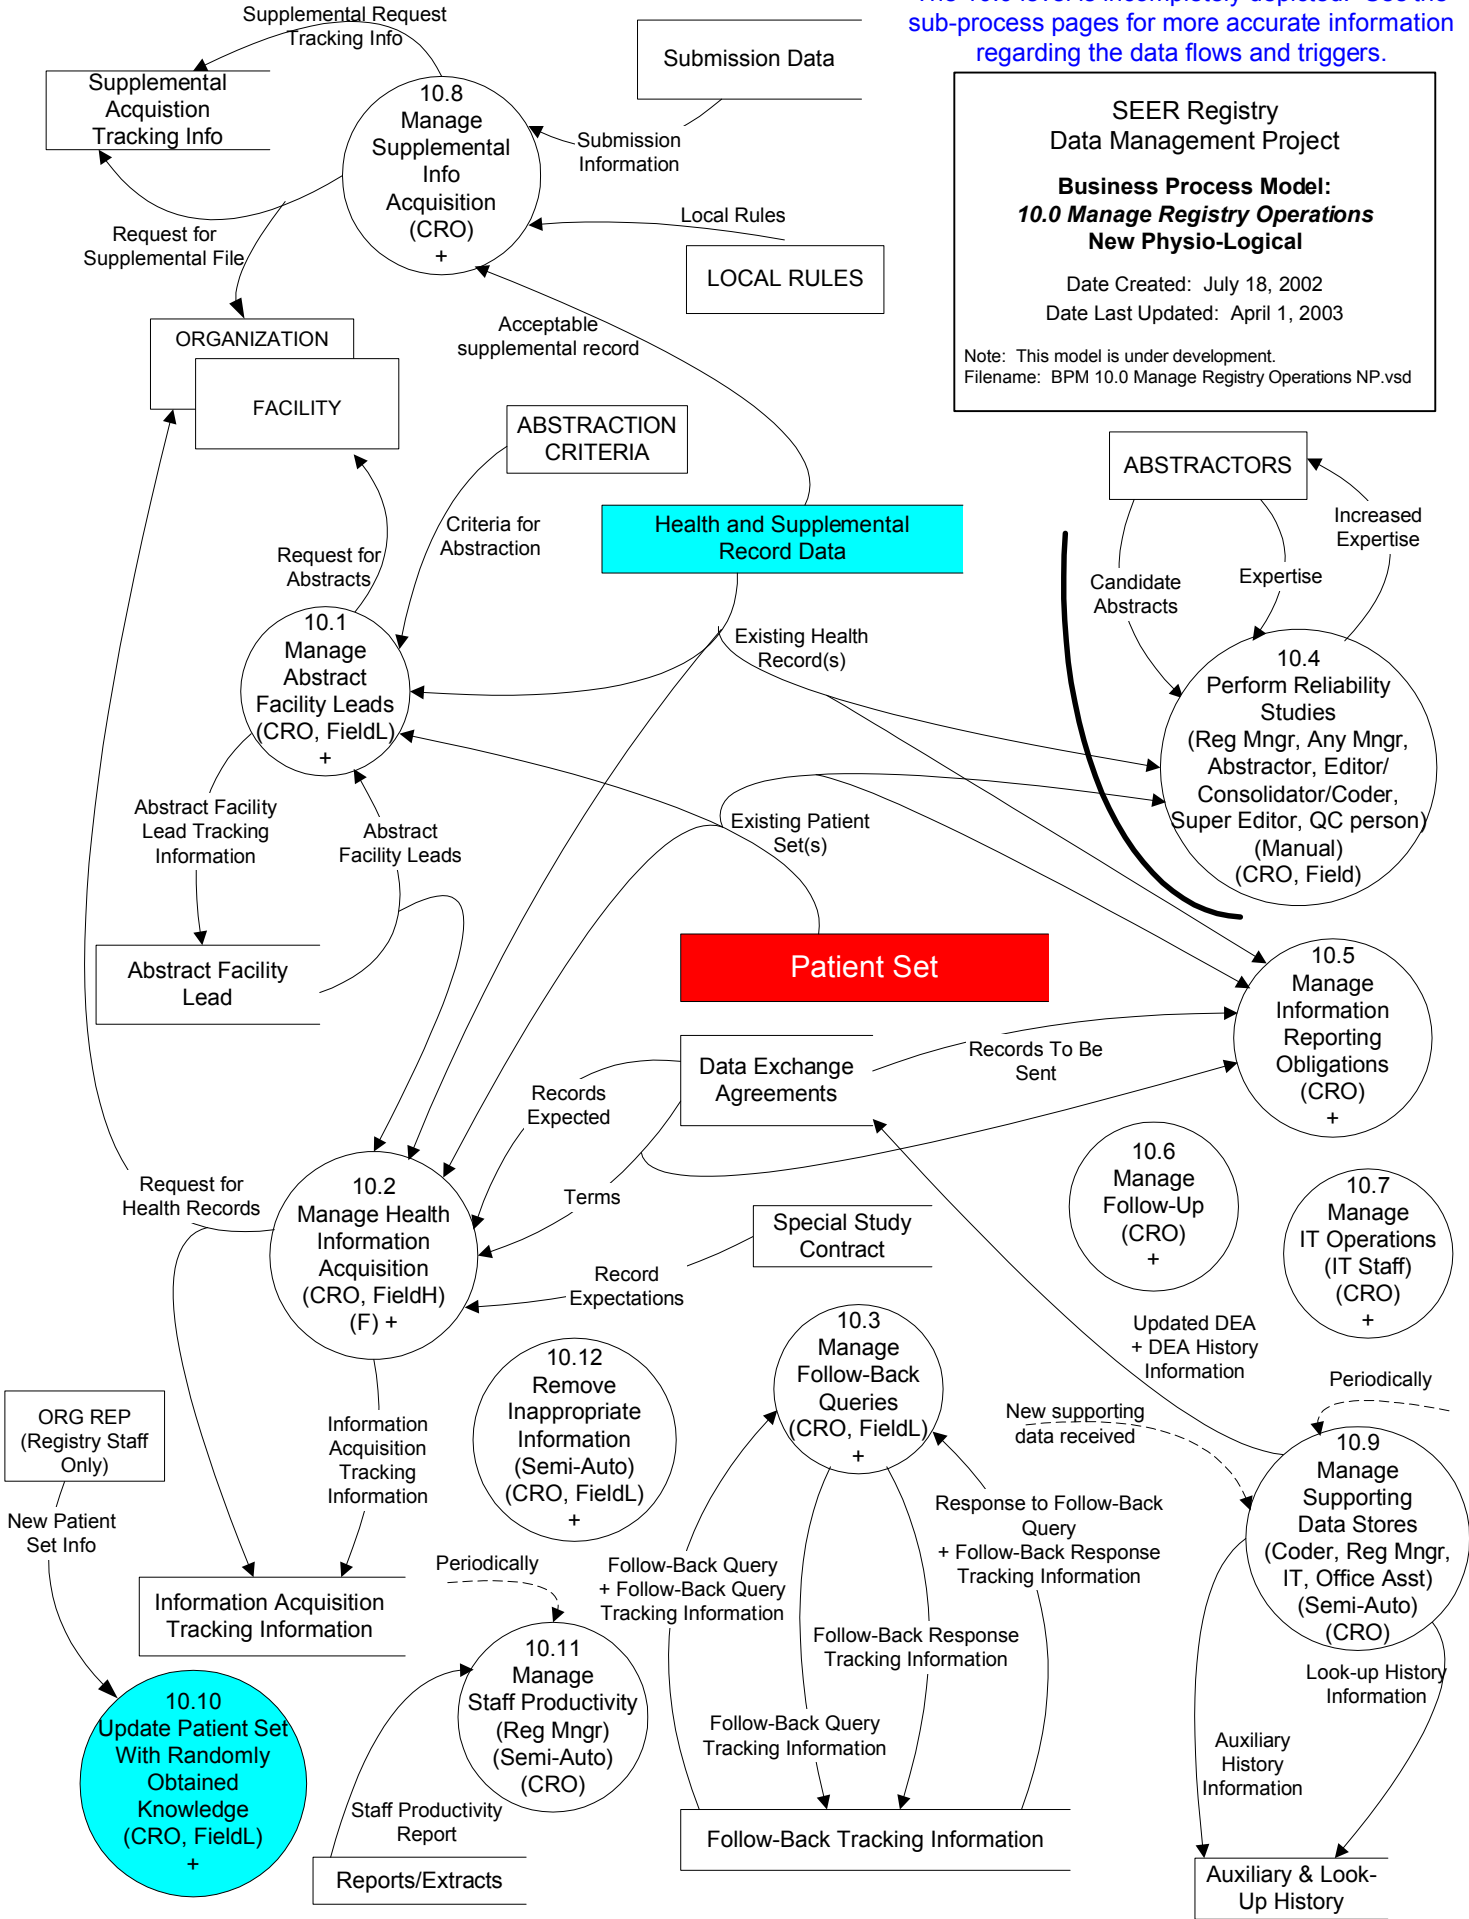 The 10.0 level is incompletely depicted. See the
sub-process pages for more accurate information
regarding the data flows and triggers.
SEER Registry
Data Management Project
Business Process Model:
10.0 Manage Registry Operations
New Physio-Logical
Date Created: July 18, 2002
Date Last Updated: April 1, 2003
Note: This model is under development.
Filename: BPM 10.0 Manage Registry Operations NP.vsd
Supplemental Request
Tracking Info
Supplemental
Acquistion
Tracking Info
10.8
Manage
Supplemental
Info
Acquisition
(CRO)
+
Submission Data
Submission
Information
Local Rules
LOCAL RULES
Request for
Supplemental File
ORGANIZATION
FACILITY
Acceptable
supplemental record
ABSTRACTION
CRITERIA
Criteria for
Abstraction
Request for
Abstracts
Health and Supplemental
Record Data
ABSTRACTORS
Increased
Expertise
Expertise
Candidate
Abstracts
10.1
Manage
Abstract
Facility Leads
(CRO, FieldL)
+
Existing Health
Record(s)
10.4
Perform Reliability
Studies
(Reg Mngr, Any Mngr,
Abstractor, Editor/
Consolidator/Coder,
Super Editor, QC person)
(Manual)
(CRO, Field)
Abstract Facility
Lead Tracking
Information
Abstract
Facility Leads
Existing Patient
Set(s)
Abstract Facility
Lead
Patient Set
10.5
Manage
Information
Reporting
Obligations
(CRO)
+
Data Exchange
Agreements
Records To Be
Sent
Records
Expected
Terms
Request for
Health Records
10.2
Manage Health
Information
Acquisition
(CRO, FieldH)
(F) +
Special Study
Contract
Record
Expectations
10.6
Manage
Follow-Up
(CRO)
+
10.7
Manage
IT Operations
(IT Staff)
(CRO)
+
Updated DEA
+ DEA History
Information
10.3
Manage
Follow-Back
Queries
(CRO, FieldL)
+
10.12
Remove
Inappropriate
Information
(Semi-Auto)
(CRO, FieldL)
+
Periodically
New supporting
data received
10.9
Manage
Supporting
Data Stores
(Coder, Reg Mngr,
IT, Office Asst)
(Semi-Auto)
(CRO)
ORG REP
(Registry Staff
Only)
New Patient
Set Info
Information
Acquisition
Tracking
Information
Information Acquisition
Tracking Information
Periodically
Follow-Back Query
+ Follow-Back Query
Tracking Information
Response to Follow-Back
Query
+ Follow-Back Response
Tracking Information
Follow-Back Response
Tracking Information
Follow-Back Query
Tracking Information
10.10
Update Patient Set
With Randomly
Obtained
Knowledge
(CRO, FieldL)
+
10.11
Manage
Staff Productivity
(Reg Mngr)
(Semi-Auto)
(CRO)
Staff Productivity
Report
Reports/Extracts
Follow-Back Tracking Information
Look-up History
Information
Auxiliary
History
Information
Auxiliary & Look-
Up History